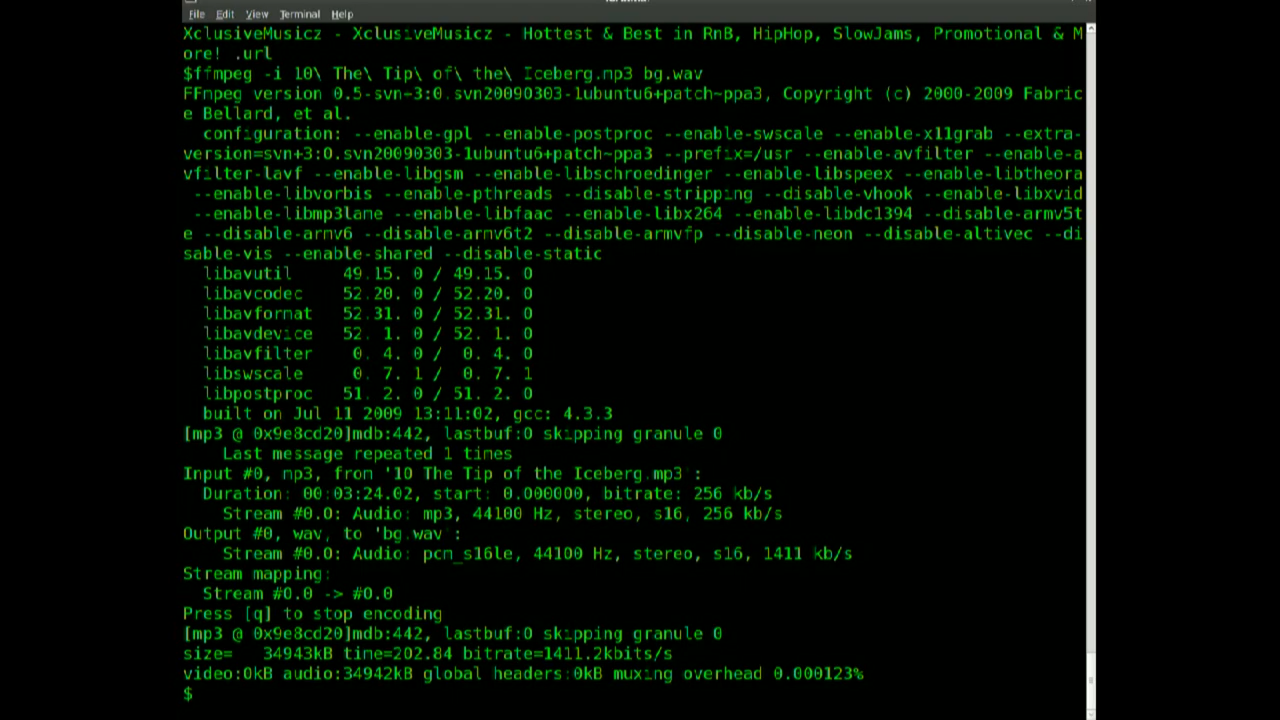 File Edit View Terminal Help
XclusiveMusicz - XclusiveMusicz - Hottest & Best in RnB, HipHop, SlowJams, Promotional & M
ore! .url
$ffmpeg -i 10\ The\ Tip\ of\ the\ Iceberg.mp3 bg.wav
FFmpeg version 0.5-svn-3:0.svn20090303-1ubuntu6+patch~ppa3, Copyright (c) 2000-2009 Fabric
e Bellard, et al.
configuration: --enable-gpl --enable-postproc --enable-swscale --enable-x11grab --extra-
version=svn+3:0.svn20090303-1ubuntu6+patch~ppa3 --prefix=/usr --enable-avfilter --enable-a
vfilter-lavf --enable-libgsm --enable-libschroedinger --enable-libspeex --enable-libtheora
--enable-libvorbis --enable-pthreads --disable-stripping --disable-vhook --enable-libxvid
--enable-libmp3lame --enable-libfaac --enable-libx264 --enable-libdc1394 --disable-armv5t
e --disable-armv6 --disable-armv6t2 --disable-armvfp --disable-neon --disable-altivec --di
sable-vis --enable-shared --disable-static
libavutil 49.15. 0 / 49.15. 0
libavcodec 52.20. 0 / 52.20. 0
libavformat 52.31. 0 / 52.31. 0
libavdevice 52. 1. 0 / 52. 1. 0
libavfilter 0. 4. 0 / 0. 4. 0
libswscale 0. 7. 1 / 0. 7. 1
libpostproc 51. 2. 0 / 51. 2. 0
built on Jul 11 2009 13:11:02, gcc: 4.3.3
[mp3 @ 0x9e8cd20]mdb:442, lastbuf:0 skipping granule 0
Last message repeated 1 times
Input #0, mp3, from '10 The Tip of the Iceberg.mp3':
Duration: 00:03:24.02, start: 0.000000, bitrate: 256 kb/s
Stream #0.0: Audio: mp3, 44100 Hz, stereo, s16, 256 kb/s
Output #0, wav, to 'bg.wav':
Stream #0.0: Audio: pcm_s16le, 44100 Hz, stereo, s16, 1411 kb/s
Stream mapping:
Stream #0.0 -> #0.0
Press [q] to stop encoding
[mp3 @ 0x9e8cd20]mdb:442, lastbuf:0 skipping granule 0
size= 34943kB time=202.84 bitrate=1411.2kbits/s
video:0kB audio:34942kB global headers:0kB muxing overhead 0.000123%
$